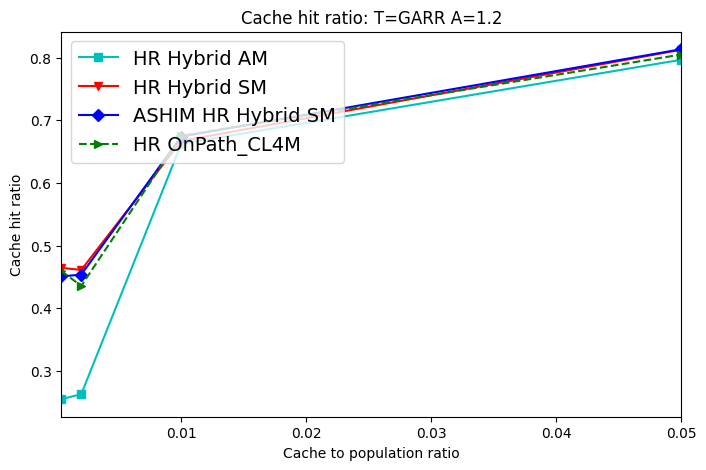 Cache hit ratio: T=GARR A=1.2
HR Hybrid AM
HR Hybrid SM
ASHIM HR Hybrid SM
HR OnPath_CL4M
Cache hit ratio
0.8
0.7
0.6
0.5
0.4
0.3
0.01 0.02 0.03 0.04 0.05
Cache to population ratio